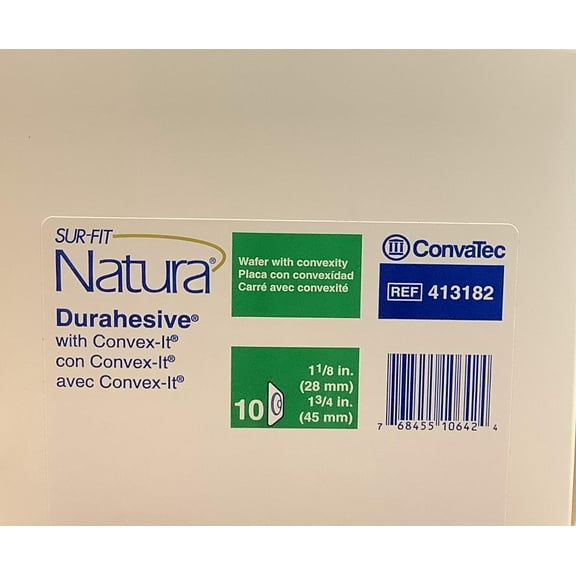 SUR-FIT
Natura®
Durahesive®
with Convex-It®
con Convex-It®
avec Convex-It®
Wafer with convexity
Placa con convexídad
Carré avec convexité
10
1 1/8 in.
(28 mm)
1 3/4 in.
(45 mm)
ConvaTec
REF 413182
7 68455 10642 4